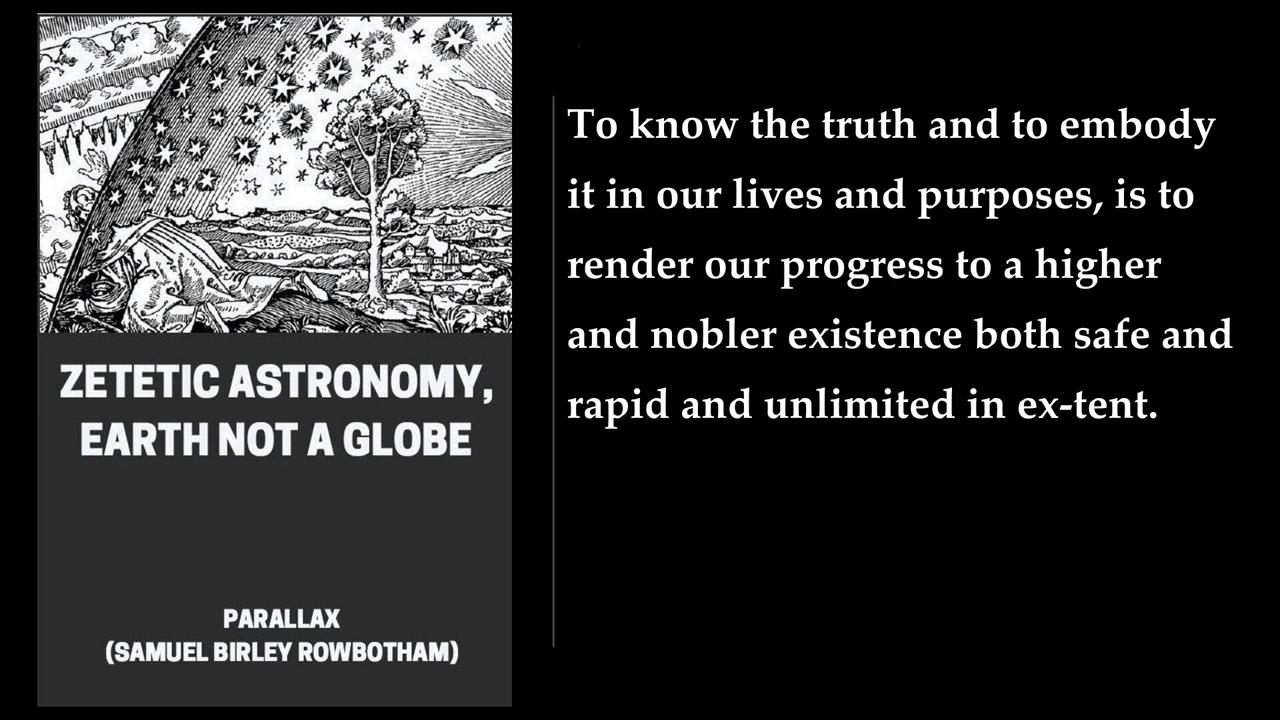 ZETETIC ASTRONOMY,
EARTH NOT A GLOBE
PARALLAX
(SAMUEL BIRLEY ROWBOTHAM)
To know the truth and to embody
it in our lives and purposes, is to
render our progress to a higher
and nobler existence both safe and
rapid and unlimited in ex-tent.